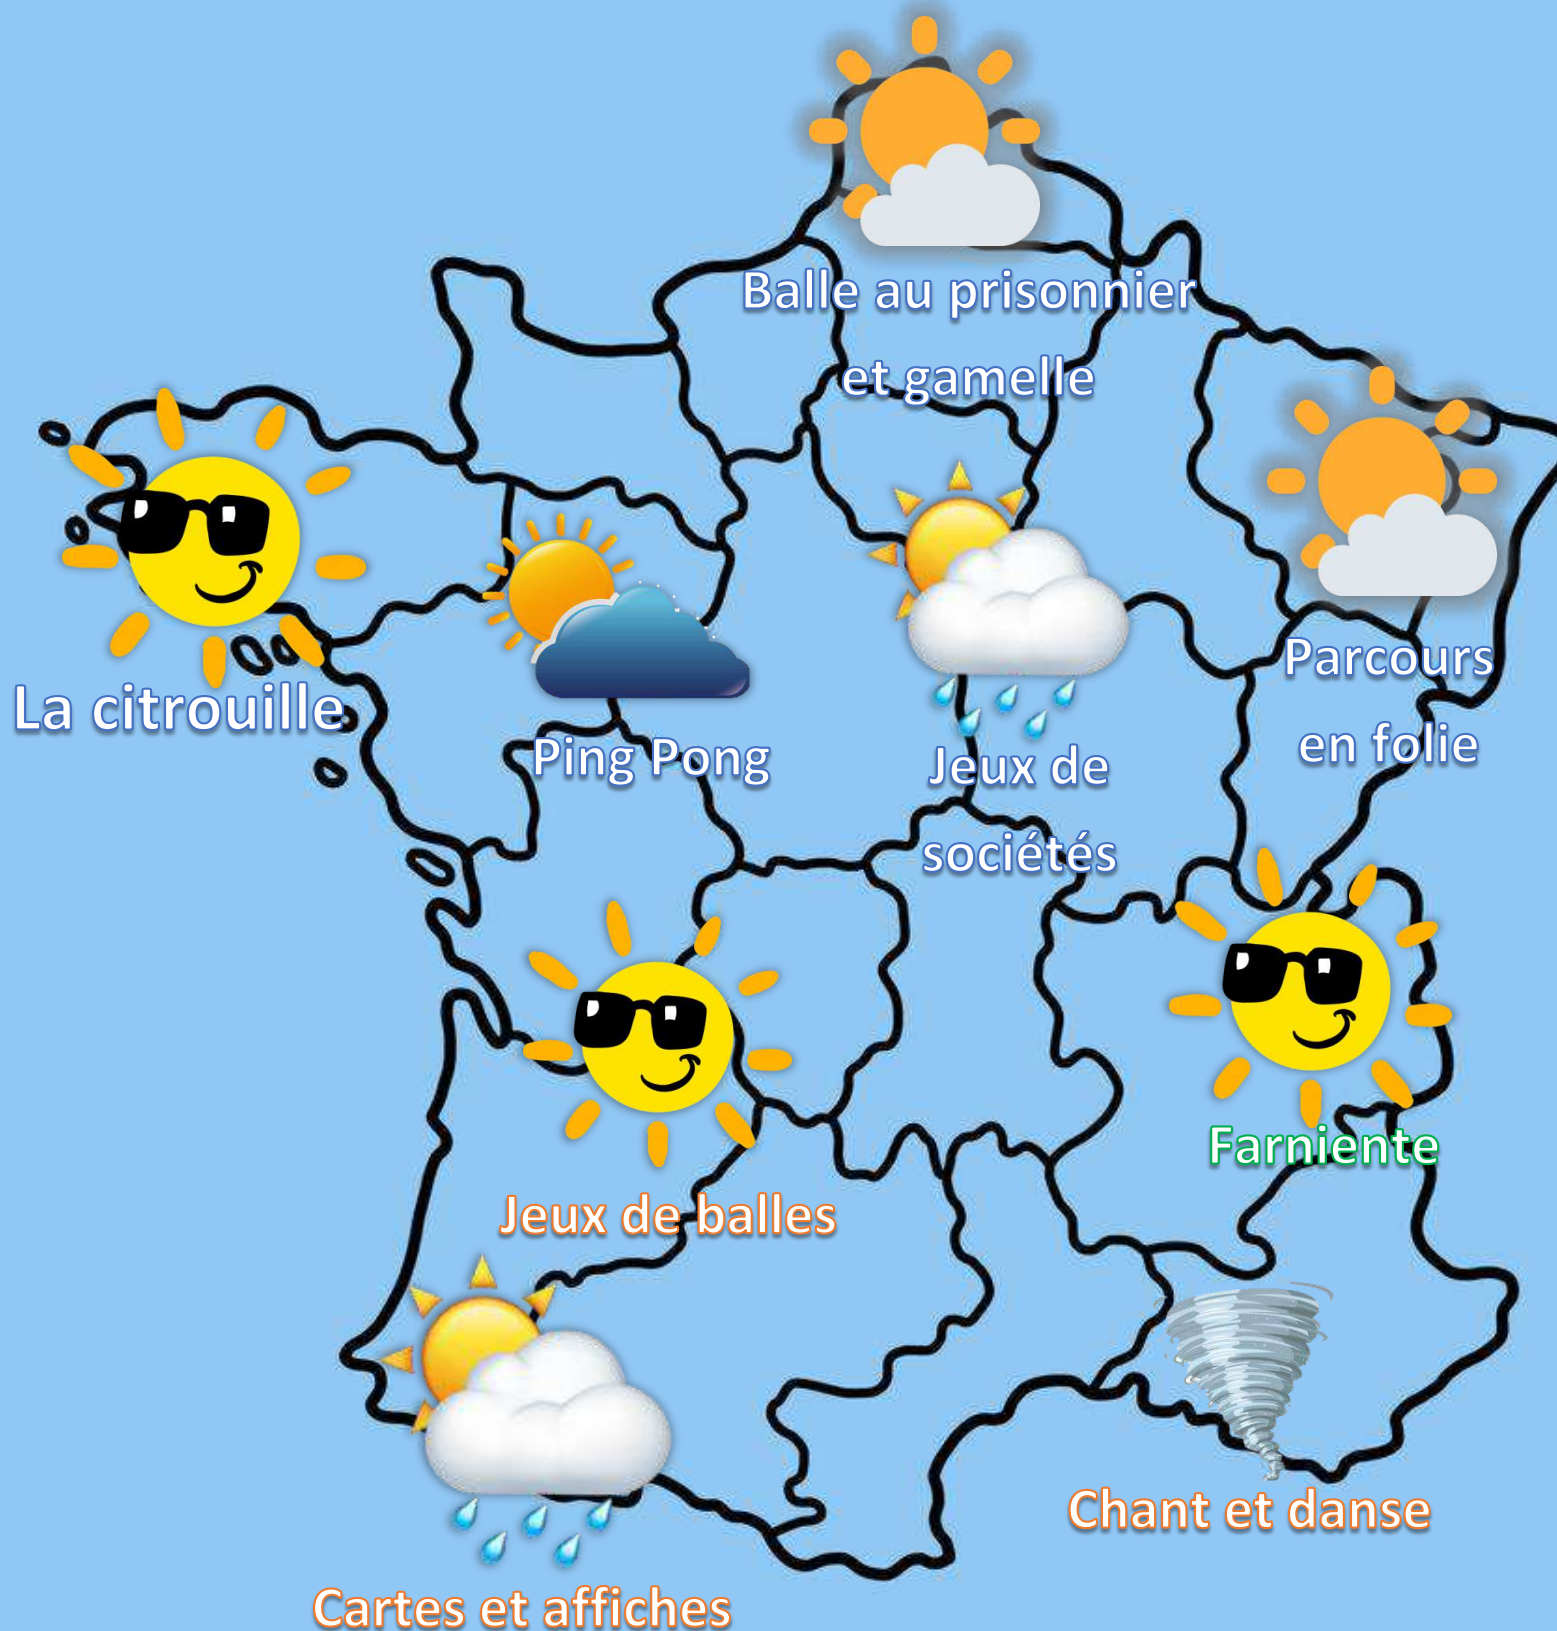 Balle au prisonnier
et gamelle
La citrouille
Ping Pong
Jeux de
sociétés
Parcours
en folie
Jeux de balles
Farniente
Chant et danse
Cartes et affiches